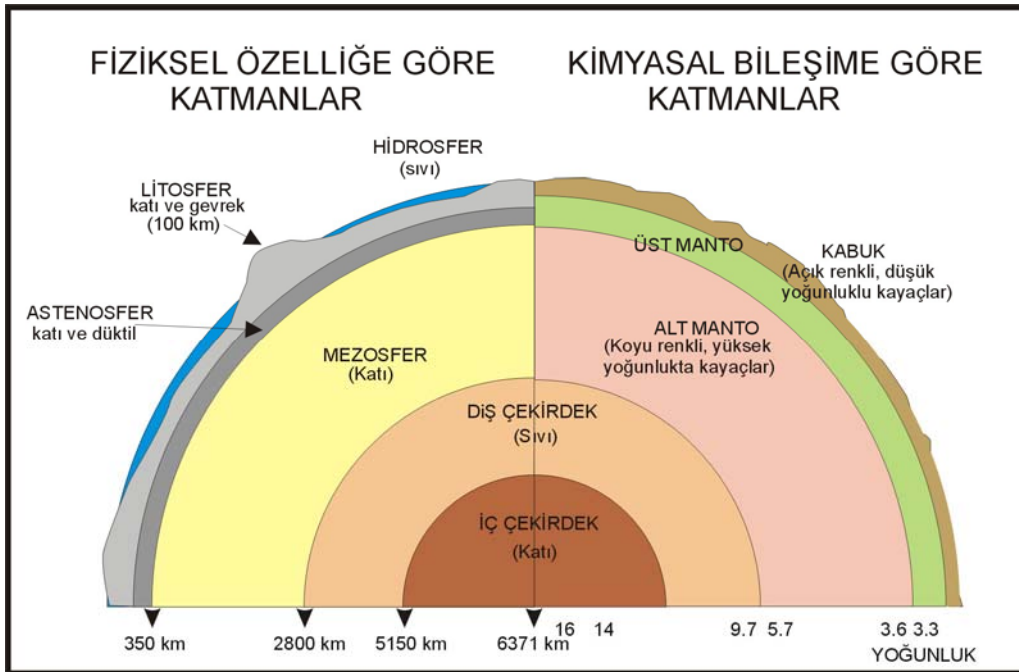 FİZİKSEL ÖZELLİĞE GÖRE
KATMANLAR
KİMYASAL BİLEŞİME GÖRE
KATMANLAR
HİDROSFER
(sıvı)
LİTOSFER
katı ve gevrek
(100 km)
ASTENOSFER
katı ve düktil
MEZOSFER
(Katı)
ÜST MANTO
KABUK
(Açık renkli, düşük
yoğunluklu kayaçlar)
ALT MANTO
(Koyu renkli, yüksek
yoğunlukta kayaçlar)
DiŞ ÇEKİRDEK
(Sıvı)
İÇ ÇEKİRDEK
(Katı)
350 km
2800 km
5150 km
6371 km
16 14
9.7 5.7
3.6 3.3
YOĞUNLUK